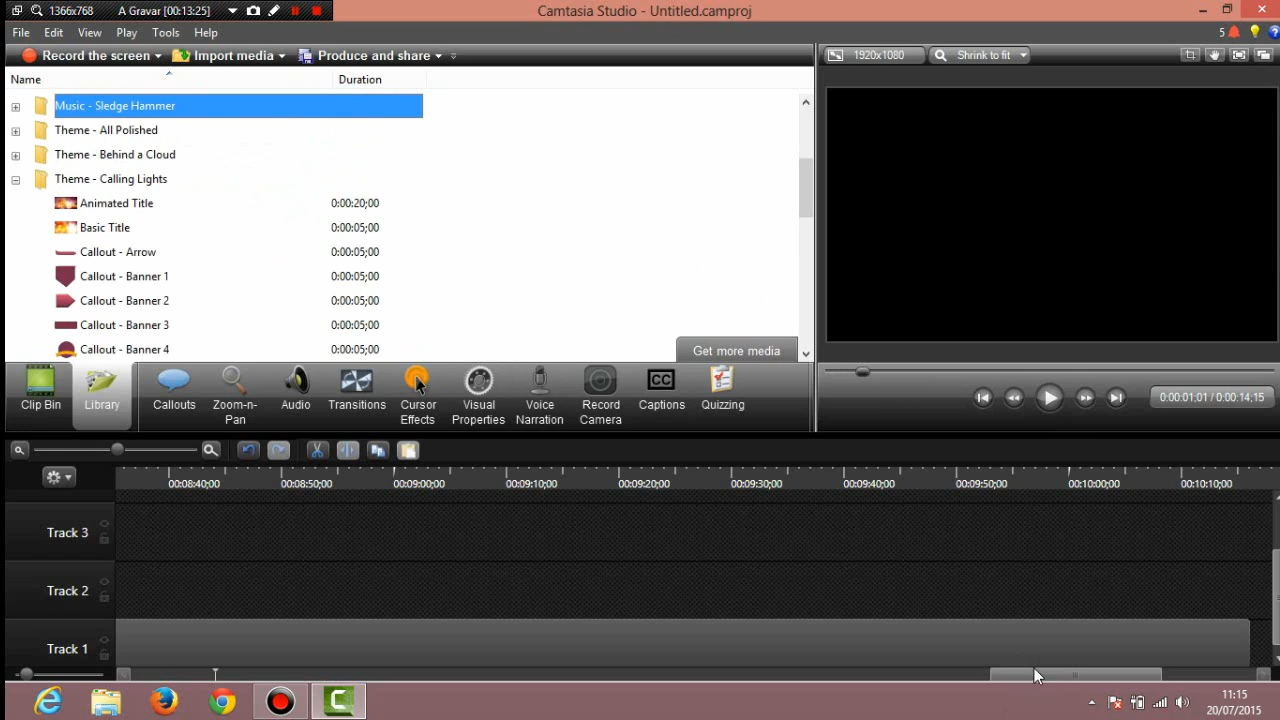 1366x768 A Gravar [00:13:25] Camtasia Studio - Untitled.camproj
File Edit View Play Tools Help 5
Record the screen Import media Produce and share 1920x1080 Shrink to fit
Name Duration
Music - Sledge Hammer
Theme - All Polished
Theme - Behind a Cloud
Theme - Calling Lights
Animated Title 0:00:20;00
Basic Title 0:00:05;00
Callout - Arrow 0:00:05;00
Callout - Banner 1 0:00:05;00
Callout - Banner 2 0:00:05;00
Callout - Banner 3 0:00:05;00
Callout - Banner 4 0:00:05;00
Get more media
CC
Clip Bin Library Callouts Zoom-n-Pan Audio Transitions Cursor Effects Visual Properties Voice Narration Record Camera Captions Quizzing 0:00:01;01 / 0:00:14;15
00:08:40;00 00:08:50;00 00:09:00;00 00:09:10;00 00:09:20;00 00:09:30;00 00:09:40;00 00:09:50;00 00:10:00;00 00:10:10;00
Track 3
Track 2
Track 1
11:15
20/07/2015